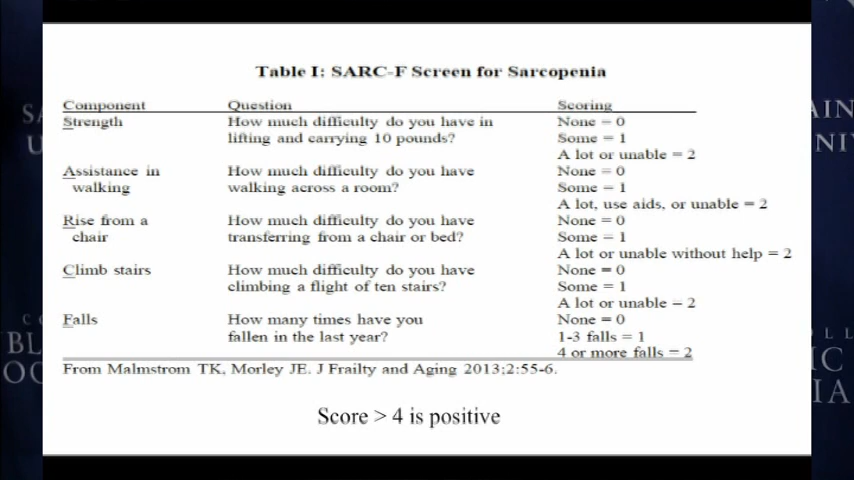 Table I: SARC-F Screen for Sarcopenia
Component Question Scoring
Strength How much difficulty do you have in None = 0
lifting and carrying 10 pounds? Some = 1
A lot or unable = 2
Assistance in How much difficulty do you have None = 0
walking walking across a room? Some = 1
A lot, use aids, or unable = 2
Rise from a How much difficulty do you have None = 0
chair transferring from a chair or bed? Some = 1
A lot or unable without help = 2
Climb stairs How much difficulty do you have None = 0
climbing a flight of ten stairs? Some = 1
A lot or unable = 2
Falls How many times have you None = 0
fallen in the last year? 1-3 falls = 1
4 or more falls = 2
From Malmstrom TK, Morley JE. J Frailty and Aging 2013;2:55-6.
Score > 4 is positive